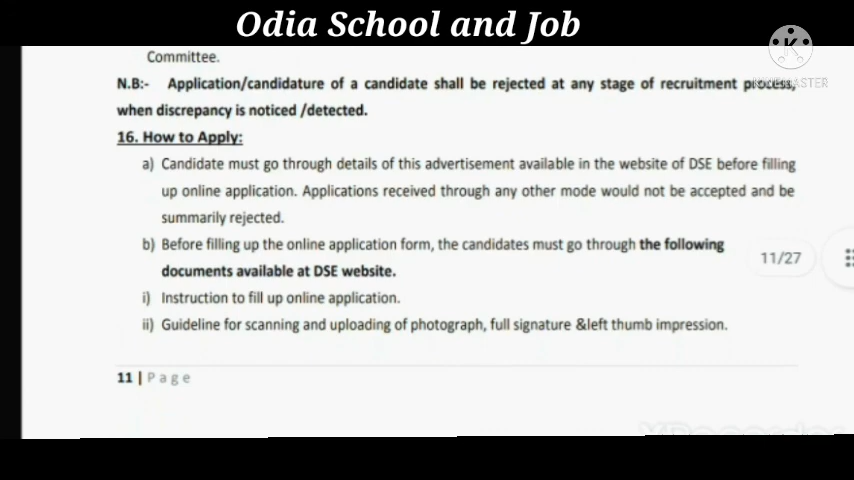 Odia School and Job
Committee.
KINEMASTER
N.B:- Application/candidature of a candidate shall be rejected at any stage of recruitment process,
when discrepancy is noticed /detected.
16. How to Apply:
a) Candidate must go through details of this advertisement available in the website of DSE before filling
up online application. Applications received through any other mode would not be accepted and be
summarily rejected.
b) Before filling up the online application form, the candidates must go through the following
documents available at DSE website.
11/27
i) Instruction to fill up online application.
ii) Guideline for scanning and uploading of photograph, full signature &left thumb impression.
11 | Page